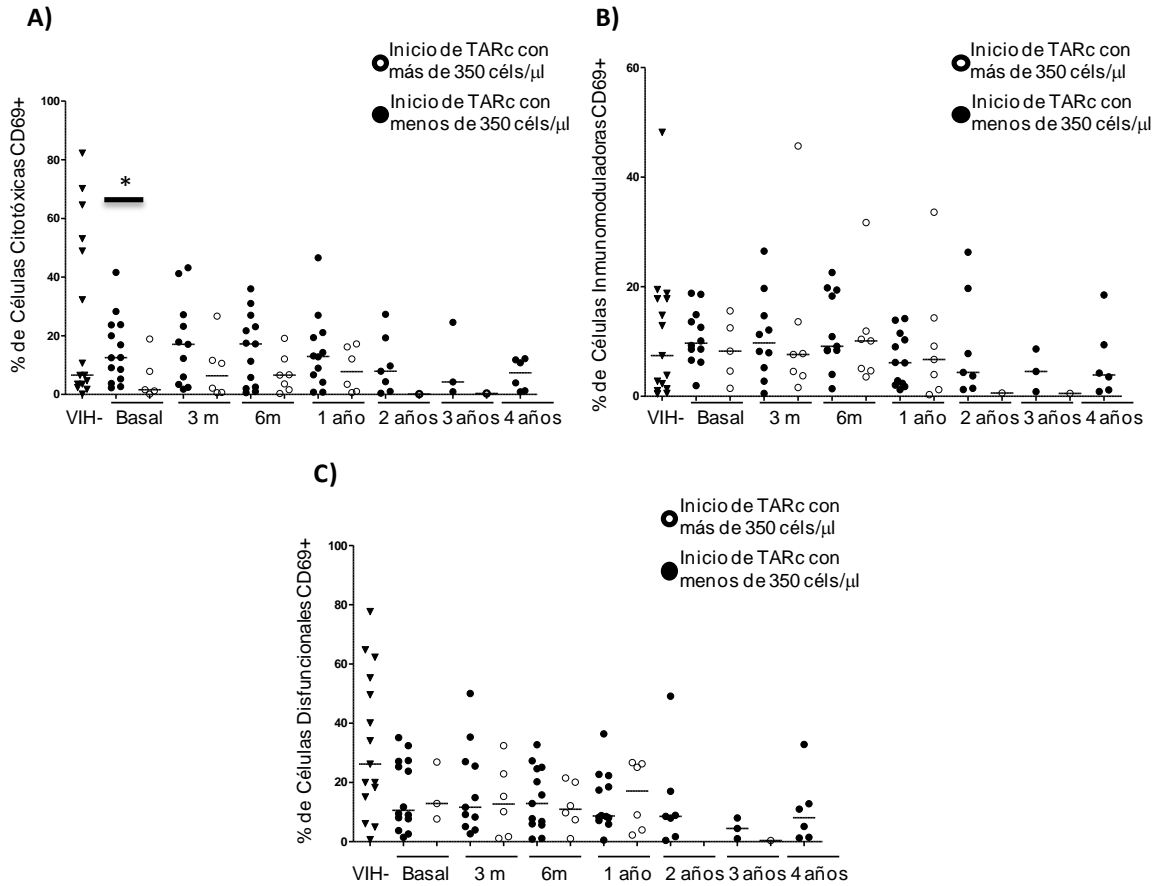 A)
Inicio de TARc con
más de 350 céls/µl
Inicio de TARc con
menos de 350 céls/µl
% de Células Citotóxicas CD69+
100
80
60
40
20
0
*
VIH- Basal 3 m 6m 1 año 2 años 3 años 4 años
B)
Inicio de TARc con
más de 350 céls/µl
Inicio de TARc con
menos de 350 céls/µl
% de Células Inmunomoduladoras CD69+
60
40
20
0
VIH- Basal 3 m 6m 1 año 2 años 3 años 4 años
C)
Inicio de TARc con
más de 350 céls/µl
Inicio de TARc con
menos de 350 céls/µl
% de Células Disfuncionales CD69+
100
80
60
40
20
0
VIH- Basal 3 m 6m 1 año 2 años 3 años 4 años